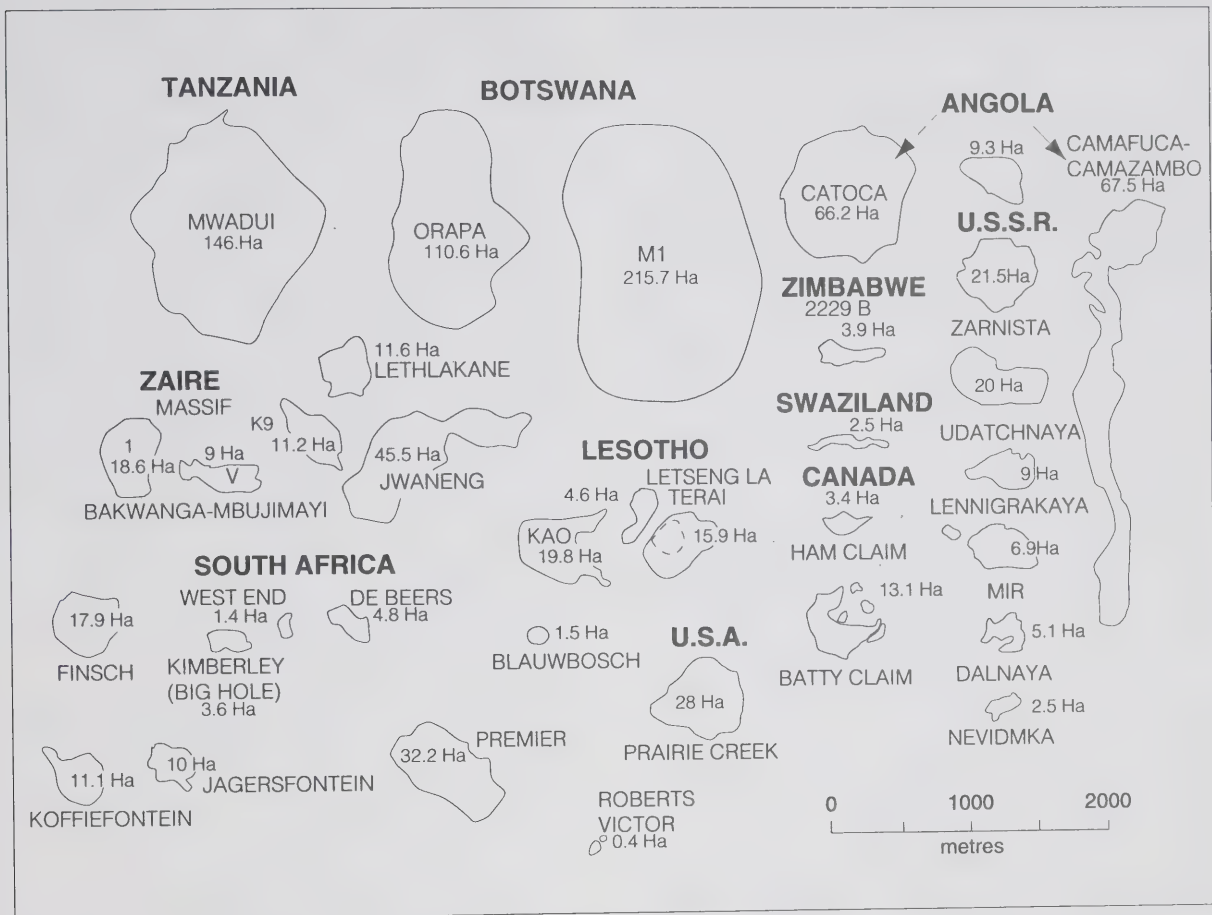 TANZANIA
MWADUI
146.Ha
BOTSWANA
ORAPA
110.6 Ha
M1
215.7 Ha
11.6 Ha
LETHLAKANE
K9
11.2 Ha
45.5 Ha
JWANENG
ANGOLA
CATOCA
66.2 Ha
9.3 Ha
CAMAFUCA-
CAMAZAMBO
67.5 Ha
U.S.S.R.
21.5Ha
ZARNISTA
20 Ha
UDATCHNAYA
9Ha
LENNIGRAKAYA
6.9Ha
MIR
5.1 Ha
DALNAYA
2.5 Ha
NEVIDMKA
ZIMBABWE
2229 B
3.9 Ha
SWAZILAND
2.5 Ha
CANADA
3.4 Ha
HAM CLAIM
13.1 Ha
BATTY CLAIM
ZAIRE
MASSIF
1
18.6 Ha
9 Ha
V
BAKWANGA-MBUJIMAYI
LESOTHO
LETSENG LA
TERAI
4.6 Ha
15.9 Ha
KAO
19.8 Ha
SOUTH AFRICA
WEST END
1.4 Ha
DE BEERS
4.8 Ha
17.9 Ha
FINSCH
KIMBERLEY
(BIG HOLE)
3.6 Ha
1.5 Ha
BLAUWBOSCH
11.1 Ha
KOFFIEFONTEIN
10 Ha
JAGERSFONTEIN
PREMIER
32.2 Ha
ROBERTS
VICTOR
0.4 Ha
U.S.A.
28 Ha
PRAIRIE CREEK
0 1000 2000
metres